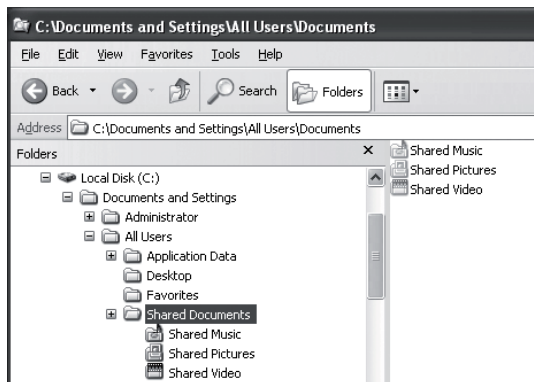 C:\Documents and Settings\All Users\Documents
File Edit View Favorites Tools Help
Back Search Folders
Address C:\Documents and Settings\All Users\Documents
Folders
Local Disk (C:)
Documents and Settings
Administrator
All Users
Application Data
Desktop
Favorites
Shared Documents
Shared Music
Shared Pictures
Shared Video
Shared Music
Shared Pictures
Shared Video